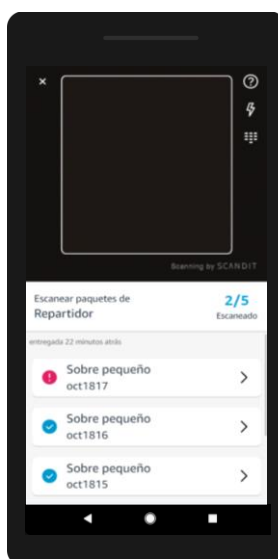 Scanning by SCANDIT
Escanear paquetes de
2/5
Repartidor
Escaneado
entregada 22 minutos atrás
Sobre pequeño
oct1817
Sobre pequeño
oct1816
Sobre pequeño
oct1815